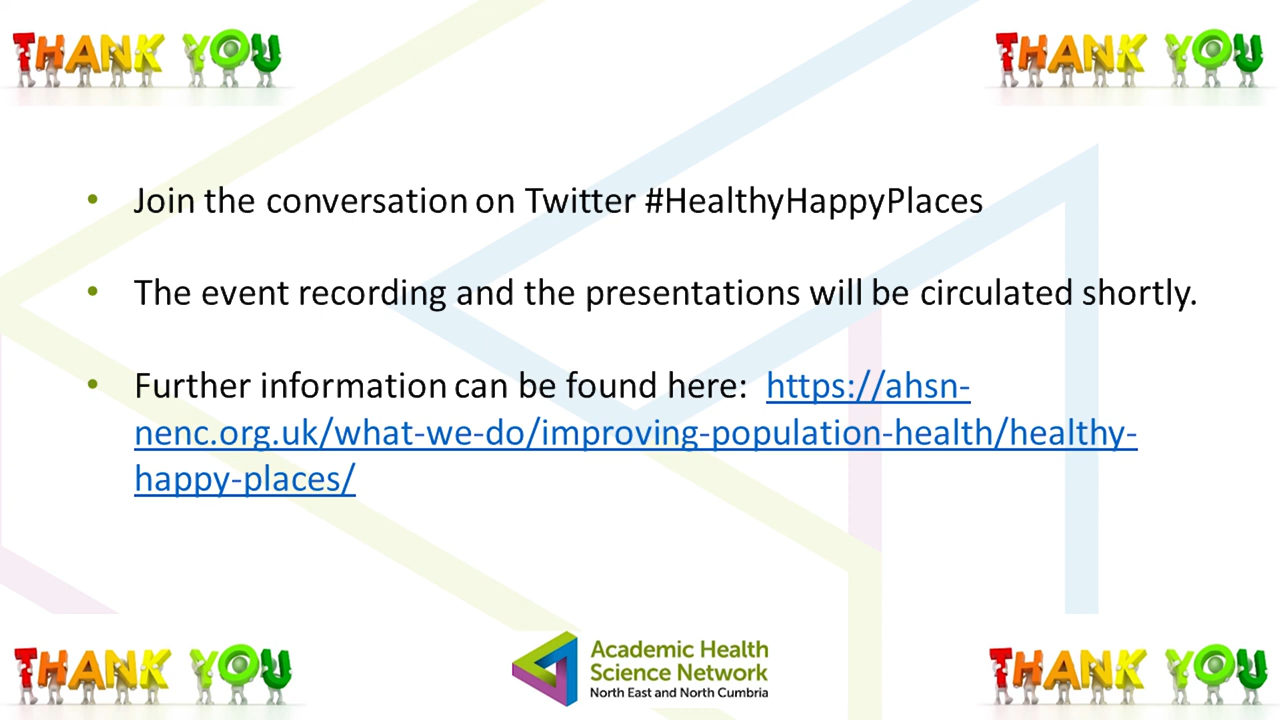 THANK YOU
THANK YOU
• Join the conversation on Twitter #HealthyHappyPlaces
• The event recording and the presentations will be circulated shortly.
• Further information can be found here: https://ahsn-
nenc.org.uk/what-we-do/improving-population-health/healthy-
happy-places/
THANK YOU
Academic Health
Science Network
North East and North Cumbria
THANK YOU